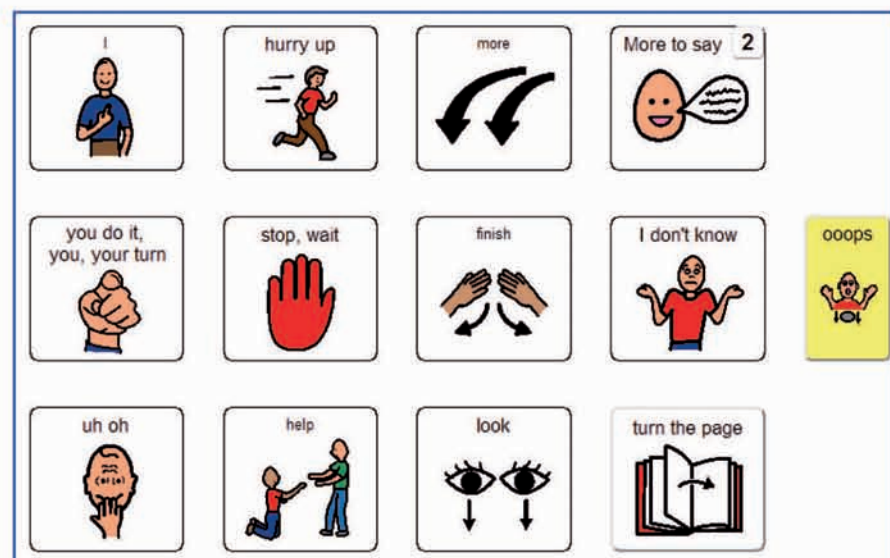 I
hurry up
more
More to say 2
you do it,
you, your turn
stop, wait
finish
I don't know
ooops
uh oh
help
look
turn the page